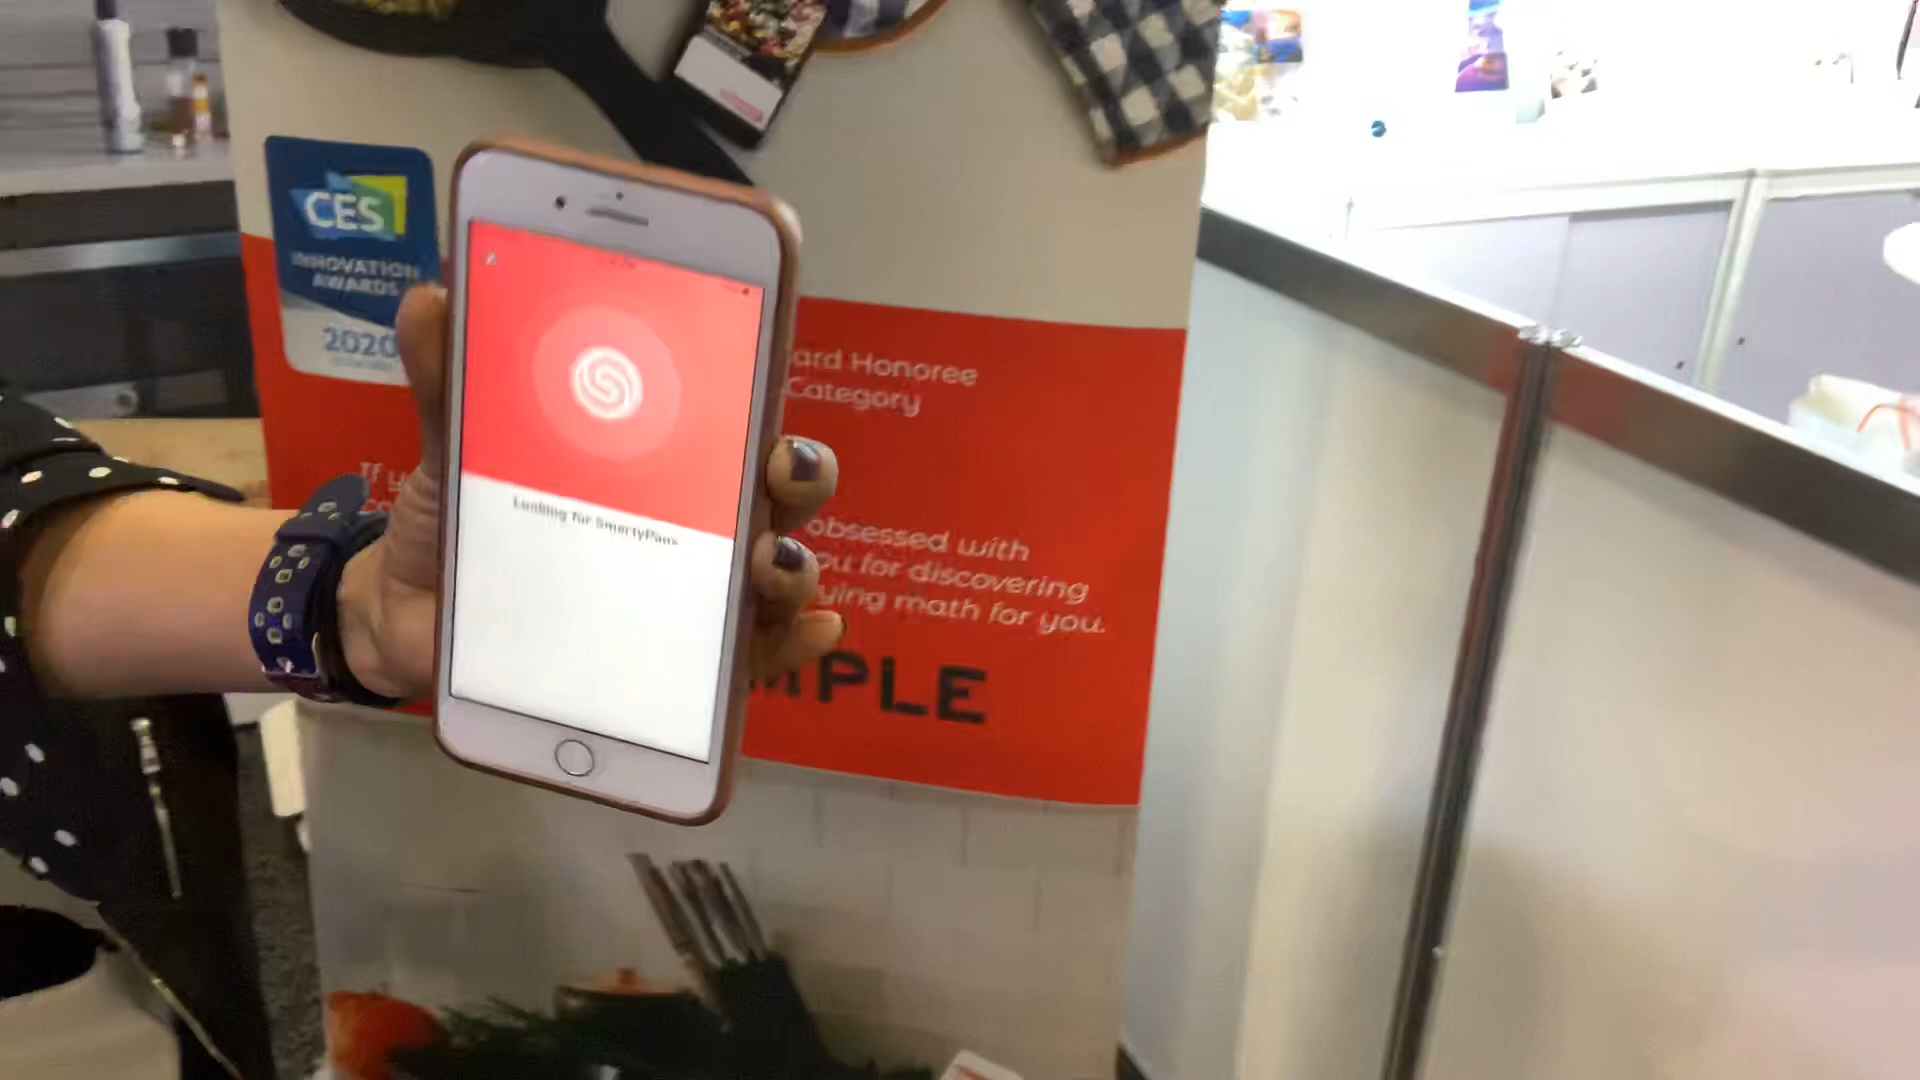 CES
INNOVATION
AWARDS
2020
Looking for SmartyPans
ard Honoree
Category
If y
obsessed with
ou for discovering
ying math for you.
MPLE